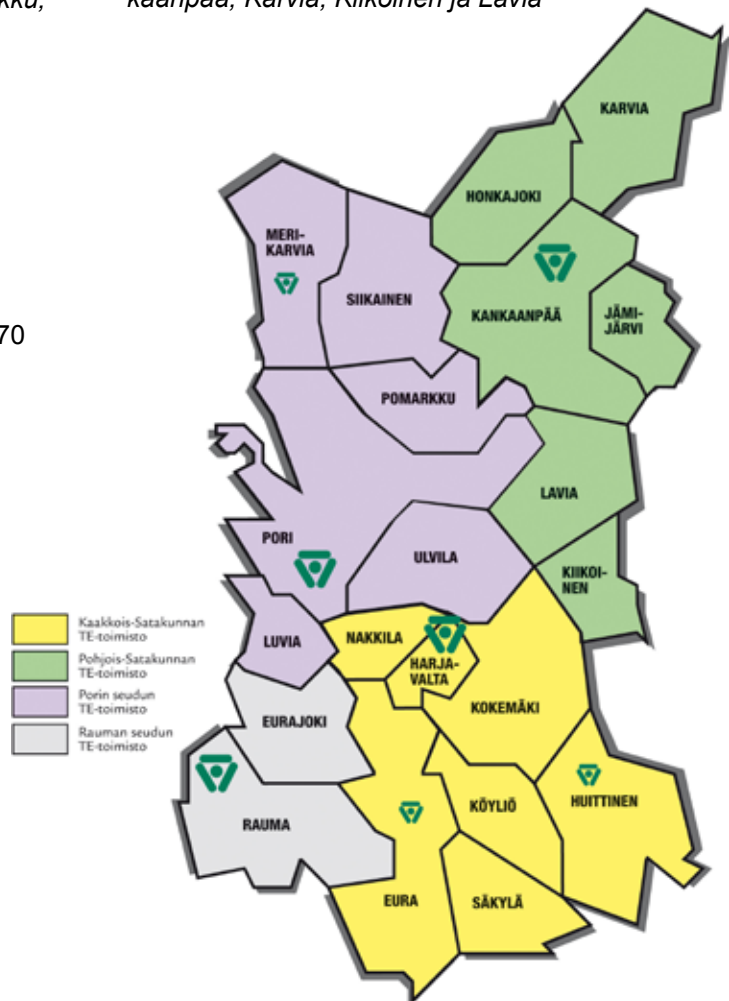 kku,
kaanpää, Karvia, Kiikoinen ja Lavia
KARVIA
HONKAJOKI
MERI-
KARVIA
SIIKAINEN
KANKAANPÄÄ
JÄMI-
JÄRVI
70
POMARKKU
LAVIA
PORI
ULVILA
KIIKOI-
NEN
Kaakkois-Satakunnan
TE-toimisto
Pohjois-Satakunnan
TE-toimisto
Porin seudun
TE-toimisto
Rauman seudun
TE-toimisto
LUVIA
NAKKILA
HARJA-
VALTA
KOKEMÄKI
EURAJOKI
RAUMA
KÖYLIÖ
HUITTINEN
EURA
SÄKYLÄ